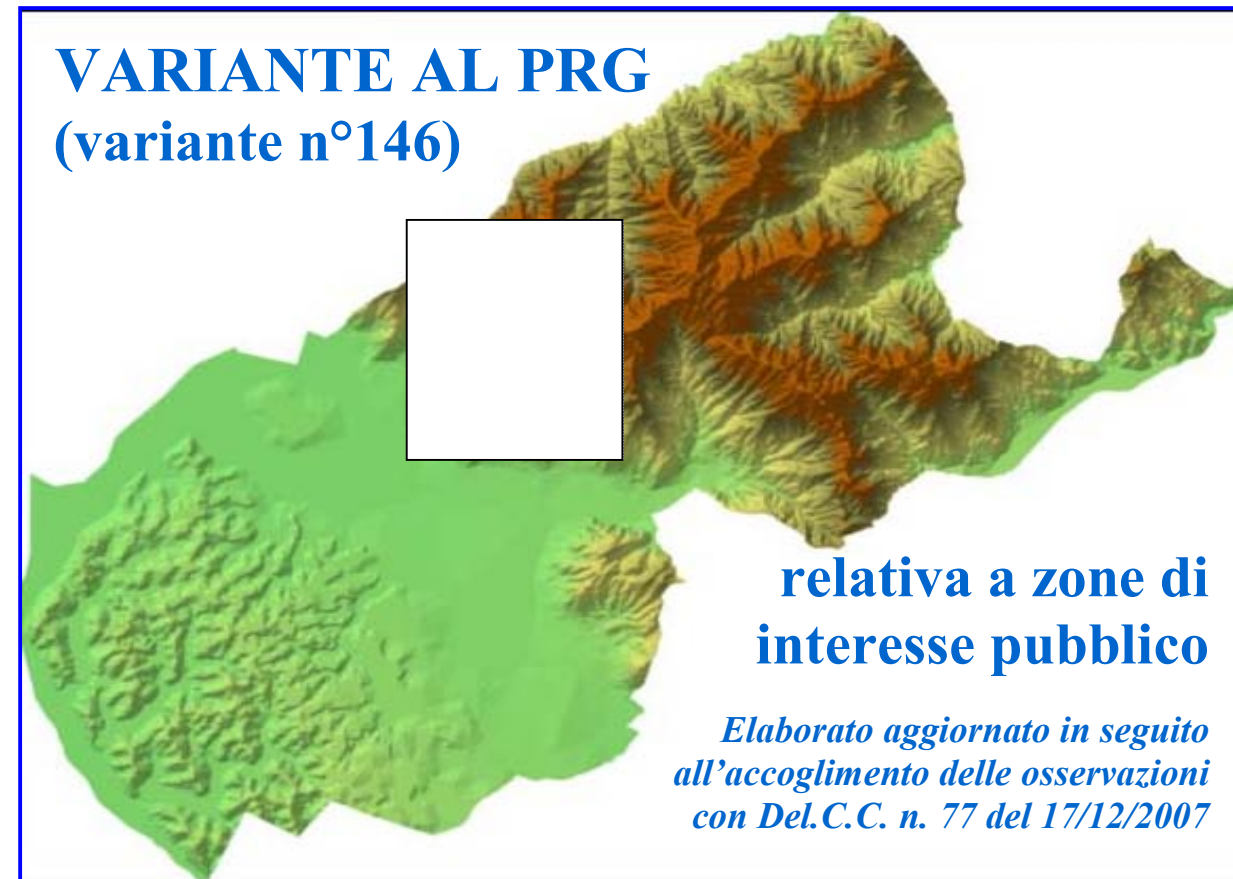 VARIANTE AL PRG
(variante n°146)
relativa a zone di
interesse pubblico
Elaborato aggiornato in seguito
all’accoglimento delle osservazioni
con Del.C.C. n. 77 del 17/12/2007